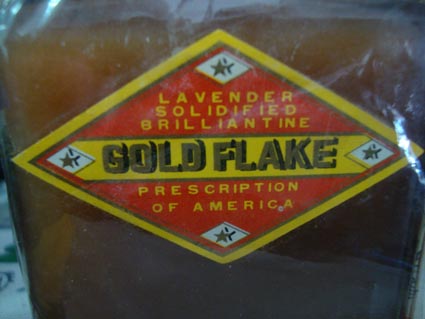 LAVENDER
SOLIDIFIED
BRILLIANTINE
GOLD FLAKE
PRESCRIPTION
OF AMERICA